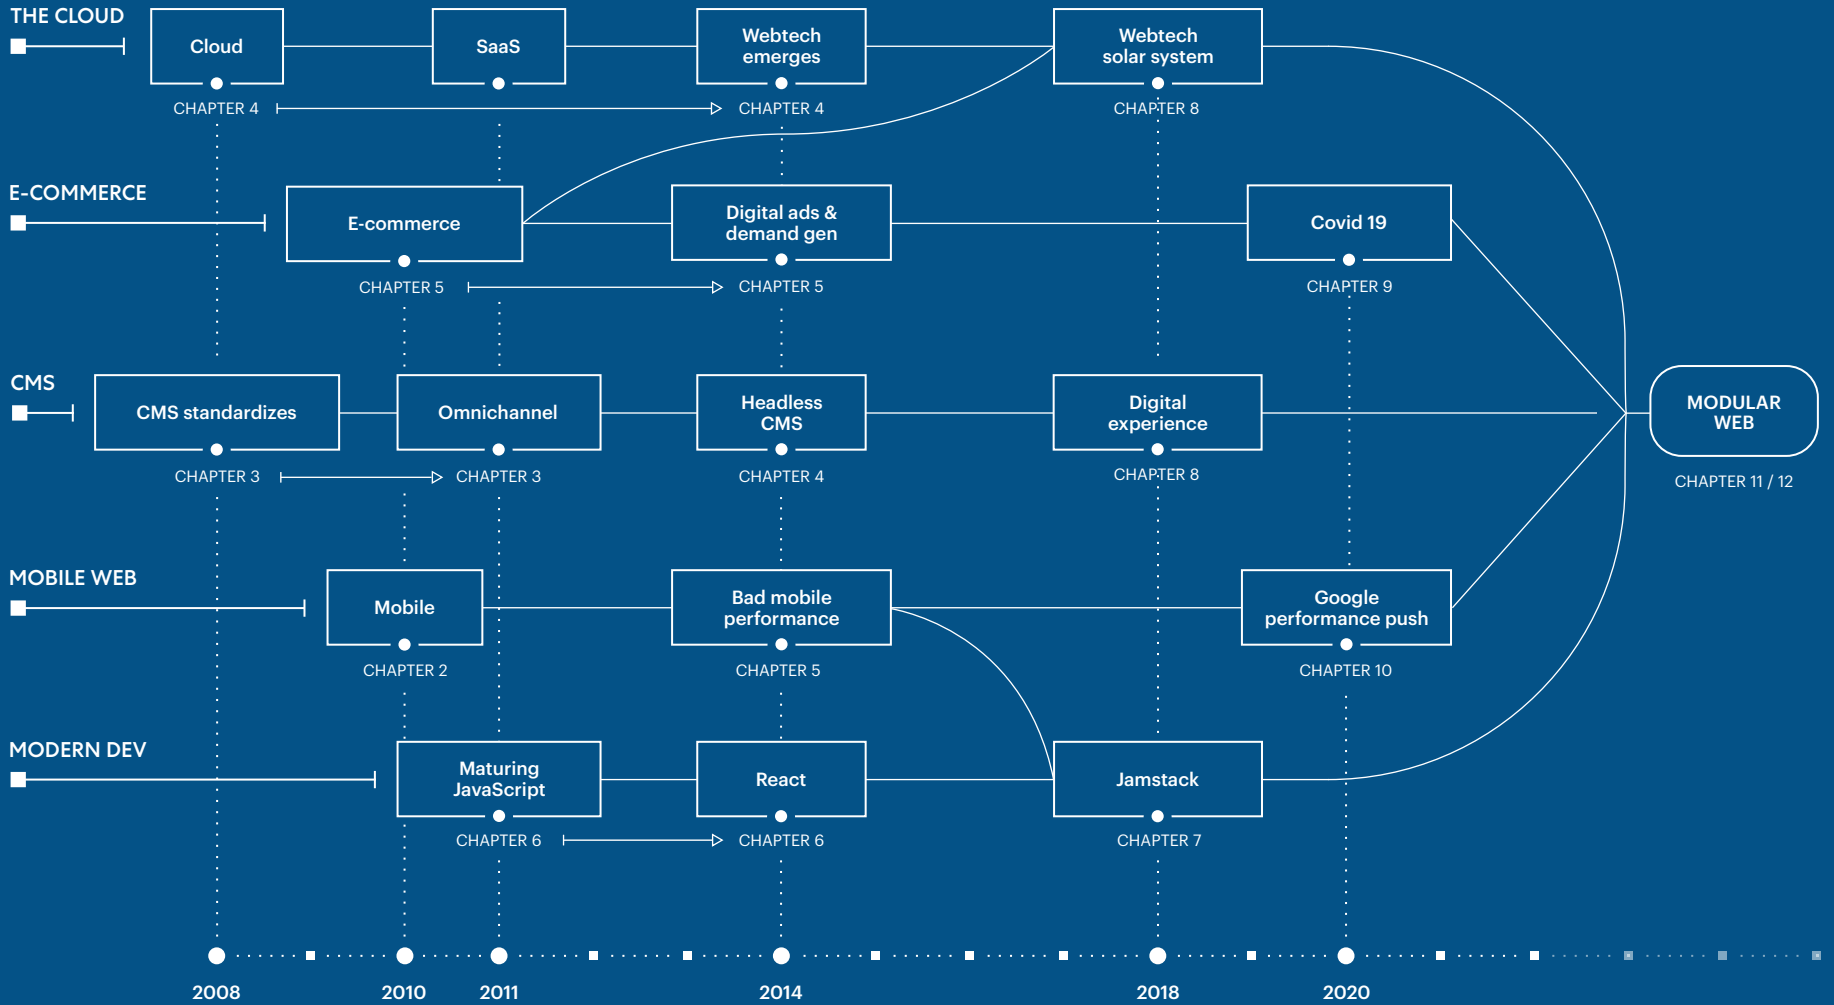 THE CLOUD
Cloud
SaaS
Webtech
emerges
Webtech
solar system
CHAPTER 4
CHAPTER 4
CHAPTER 8
E-COMMERCE
E-commerce
Digital ads &
demand gen
Covid 19
CHAPTER 5
CHAPTER 5
CHAPTER 9
CMS
CMS standardizes
Omnichannel
Headless
CMS
Digital
experience
MODULAR
WEB
CHAPTER 3
CHAPTER 3
CHAPTER 4
CHAPTER 8
CHAPTER 11 / 12
MOBILE WEB
Mobile
Bad mobile
performance
Google
performance push
CHAPTER 2
CHAPTER 5
CHAPTER 10
MODERN DEV
Maturing
JavaScript
React
Jamstack
CHAPTER 6
CHAPTER 6
CHAPTER 7
2008
2010
2011
2014
2018
2020